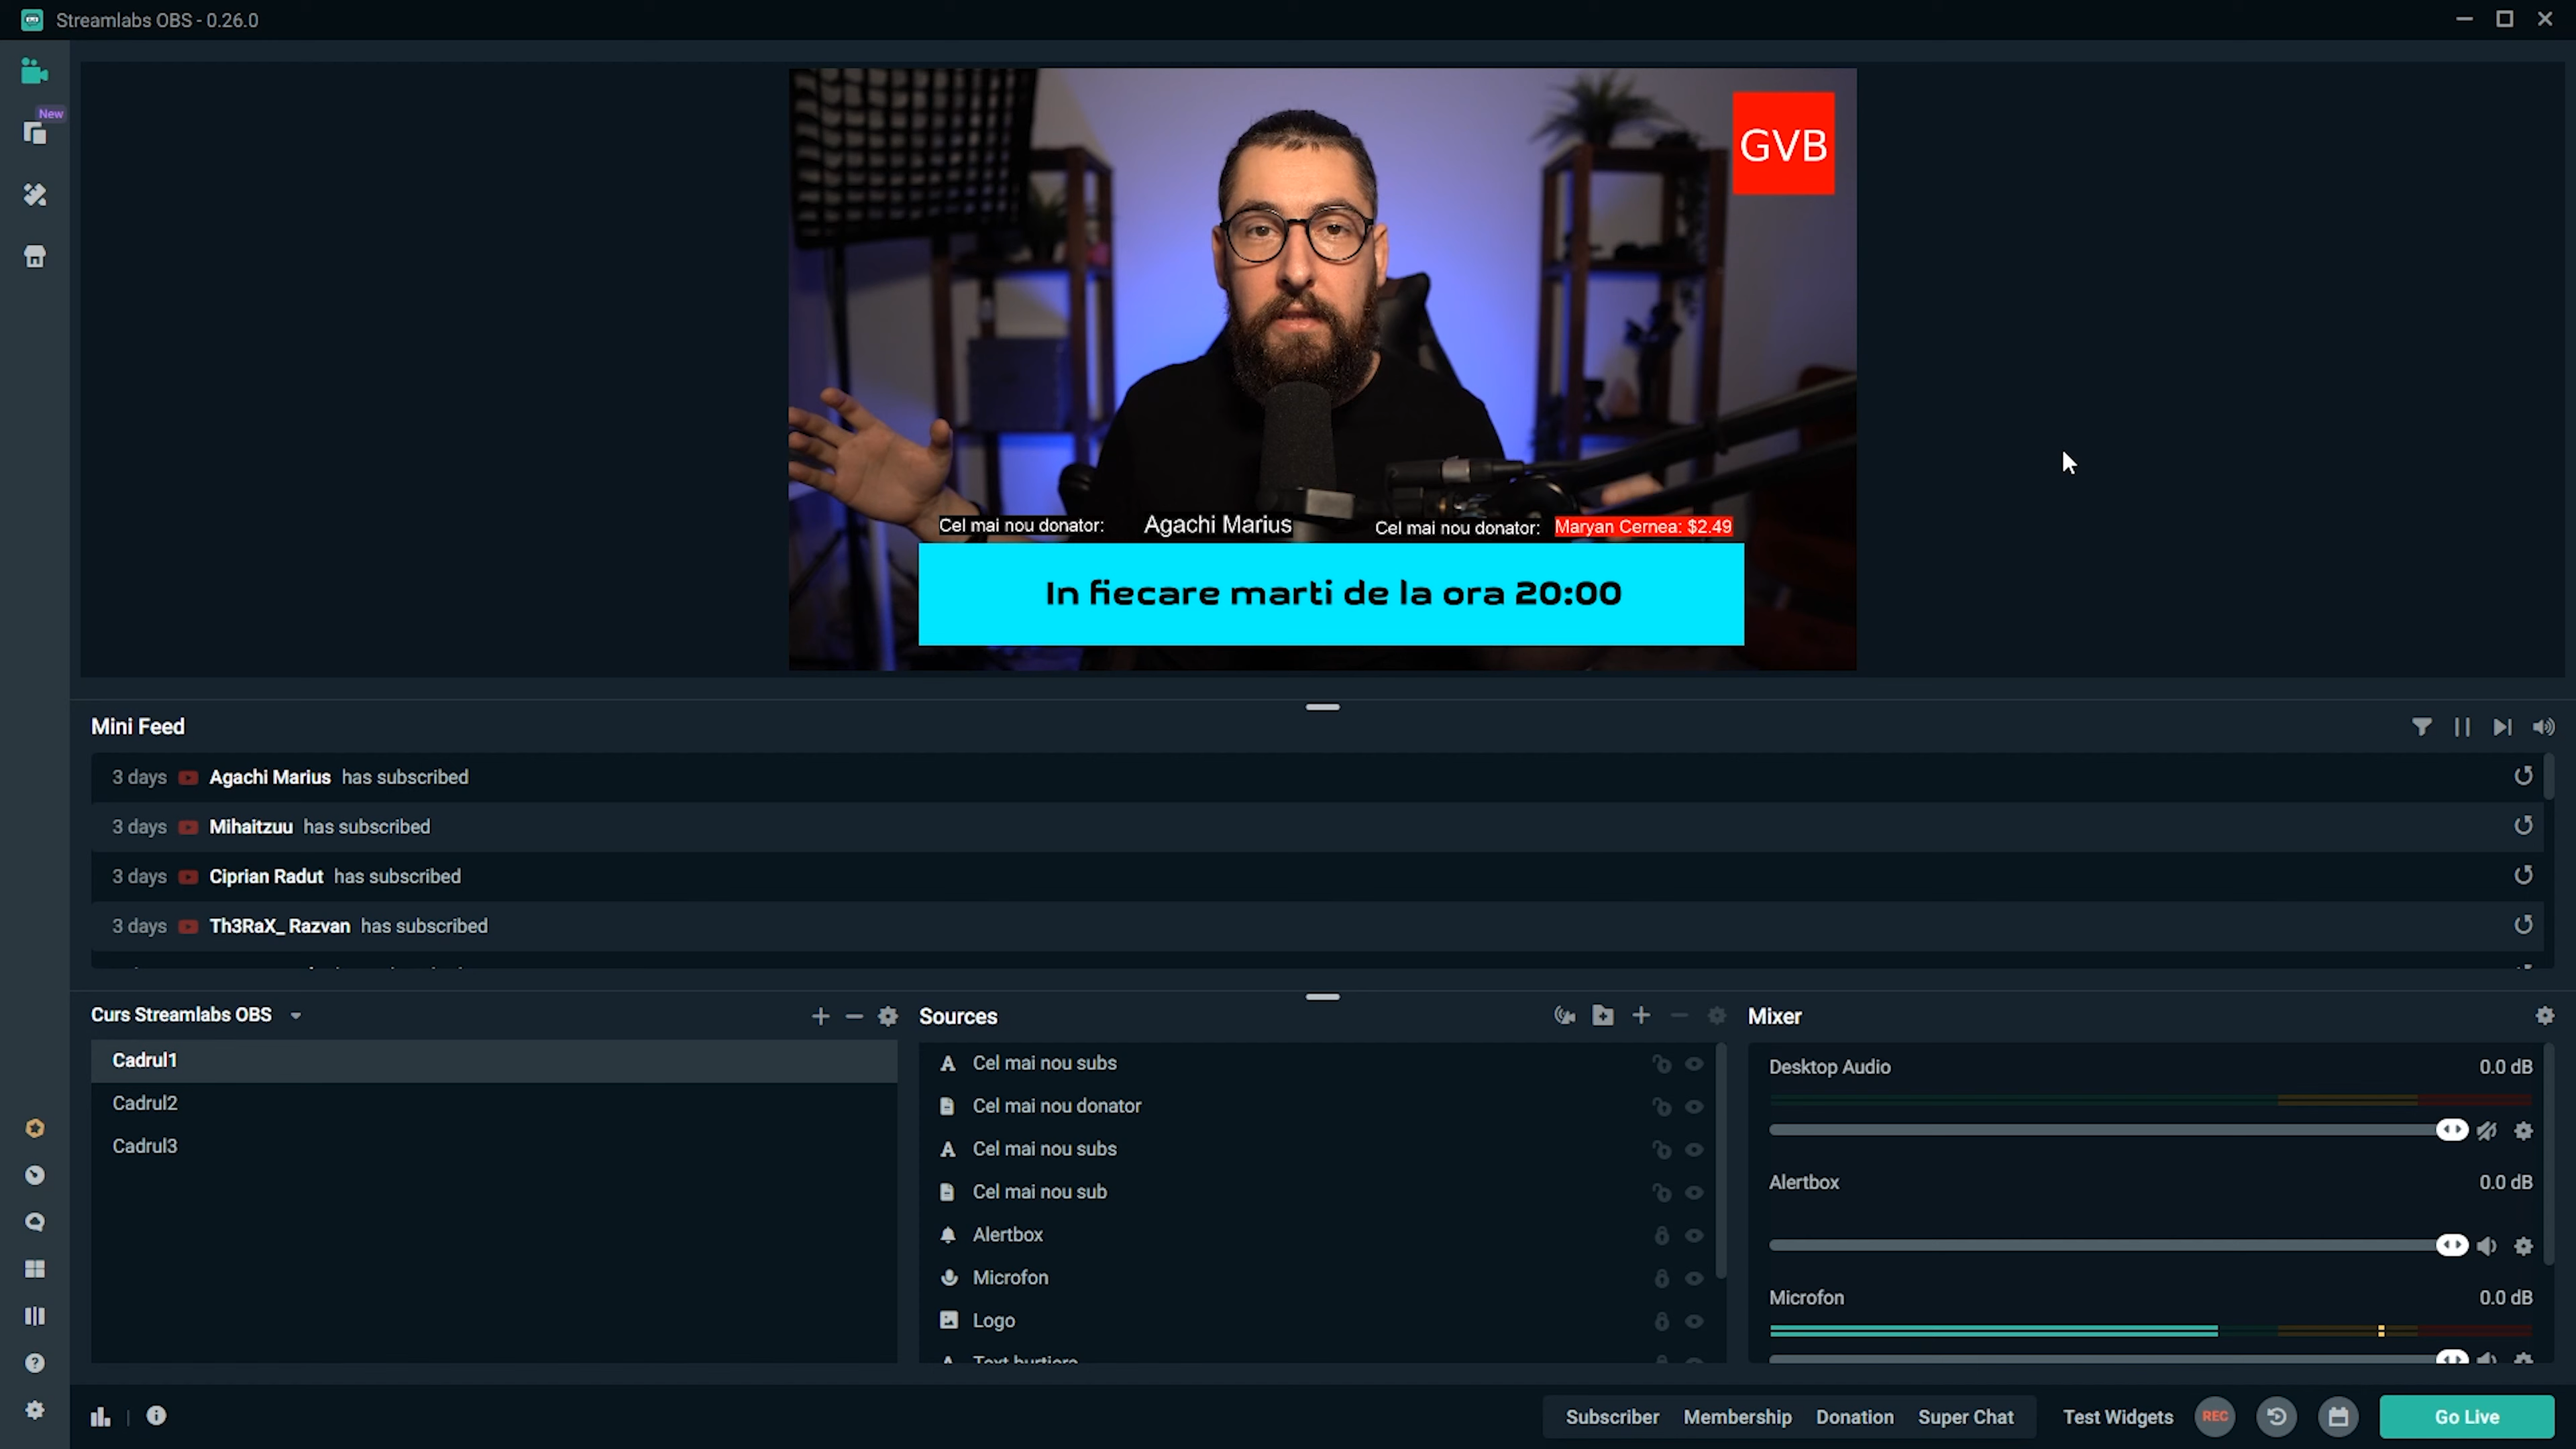 Streamlabs OBS - 0.26.0
New
GVB
Cel mai nou donator: Agachi Marius Cel mai nou donator: Maryan Cernea: $2.49
In fiecare marti de la ora 20:00
Mini Feed
3 days Agachi Marius has subscribed
3 days Mihaitzuu has subscribed
3 days Ciprian Radut has subscribed
3 days Th3RaX_ Razvan has subscribed
Curs Streamlabs OBS
Cadrul1
Cadrul2
Cadrul3
Sources
Cel mai nou subs
Cel mai nou donator
Cel mai nou subs
Cel mai nou sub
Alertbox
Microfon
Logo
Mixer
Desktop Audio 0.0 dB
Alertbox 0.0 dB
Microfon 0.0 dB
Subscriber Membership Donation Super Chat Test Widgets REC Go Live